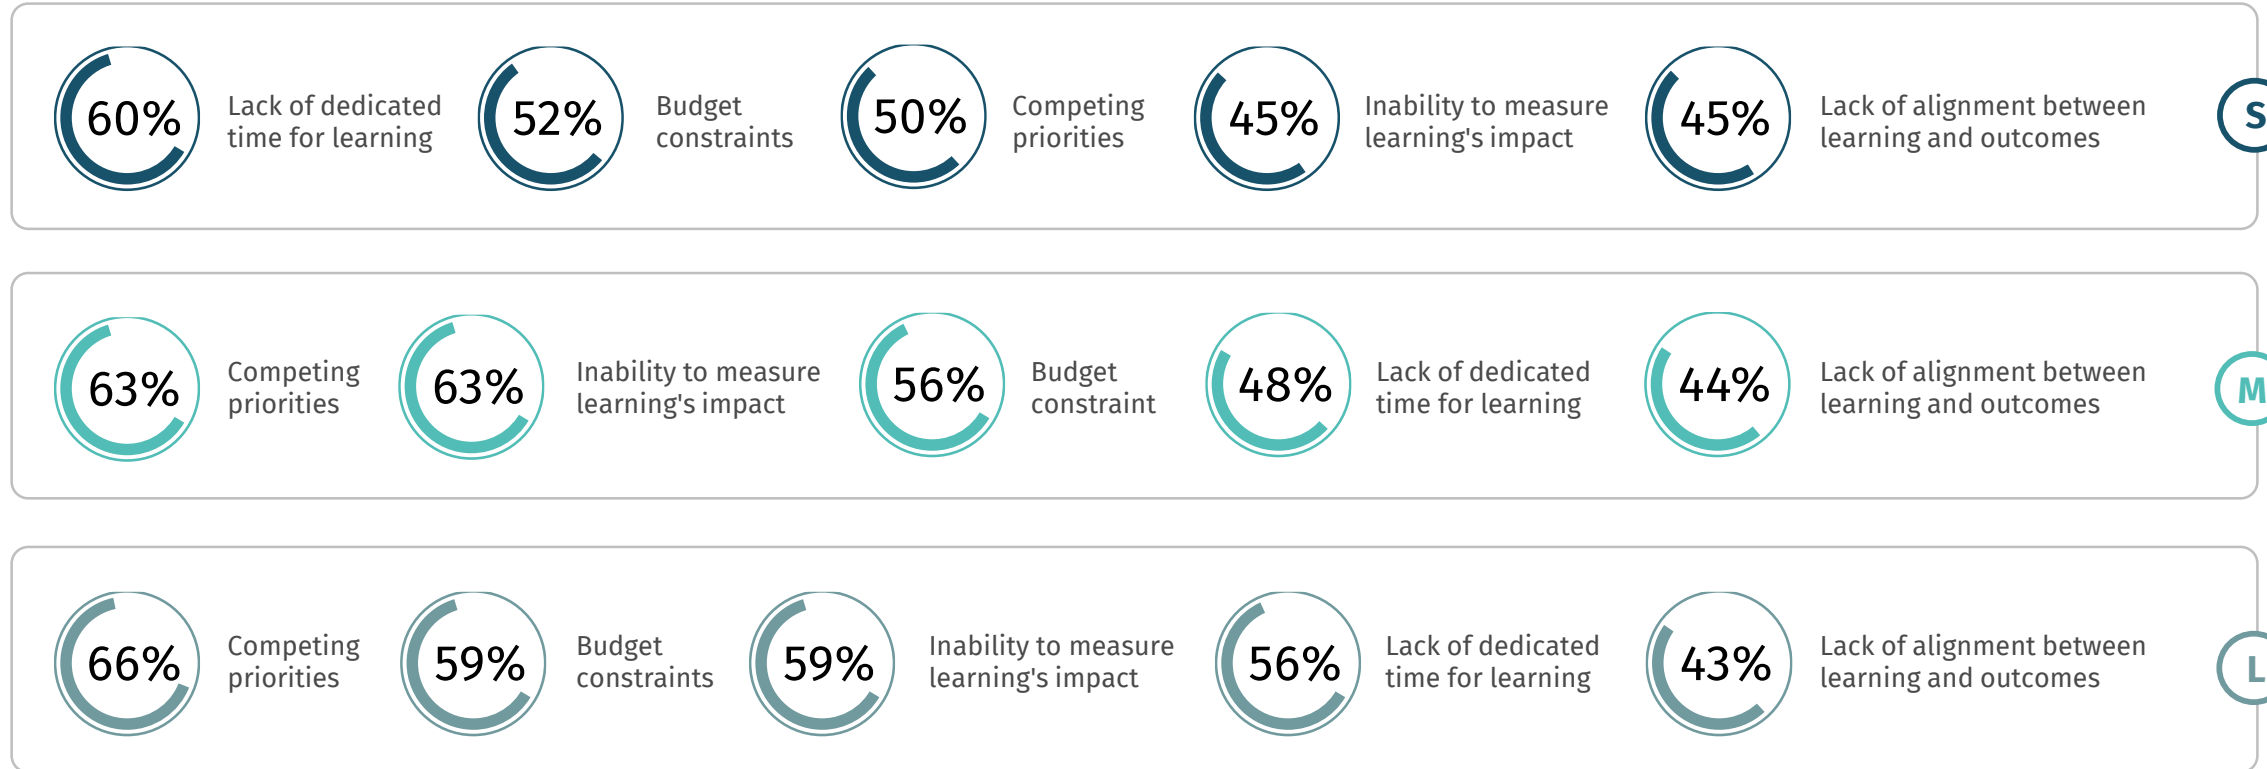 60%
Lack of dedicated
time for learning
52%
Budget
constraints
50%
Competing
priorities
45%
Inability to measure
learning's impact
45%
Lack of alignment between
learning and outcomes
S
63%
Competing
priorities
63%
Inability to measure
learning's impact
56%
Budget
constraint
48%
Lack of dedicated
time for learning
44%
Lack of alignment between
learning and outcomes
M
66%
Competing
priorities
59%
Budget
constraints
59%
Inability to measure
learning's impact
56%
Lack of dedicated
time for learning
43%
Lack of alignment between
learning and outcomes
L